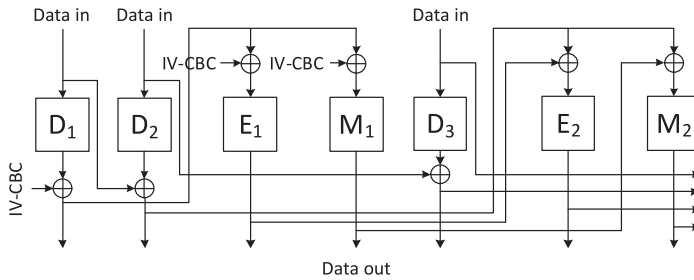 Data in
Data in
Data in
IV-CBC
IV-CBC
D₁
D₂
E₁
M₁
D₃
E₂
M₂
IV-CBC
Data out